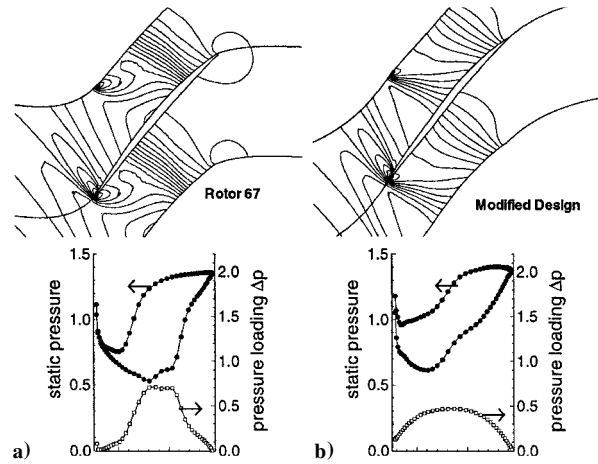 Rotor 67
Modified Design
1.5
1.0
0.5
0.0
static pressure
2.0
1.5
1.0
0.5
0.0
pressure loading Δp
a)
1.5
1.0
0.5
0.0
static pressure
2.0
1.5
1.0
0.5
0.0
pressure loading Δp
b)